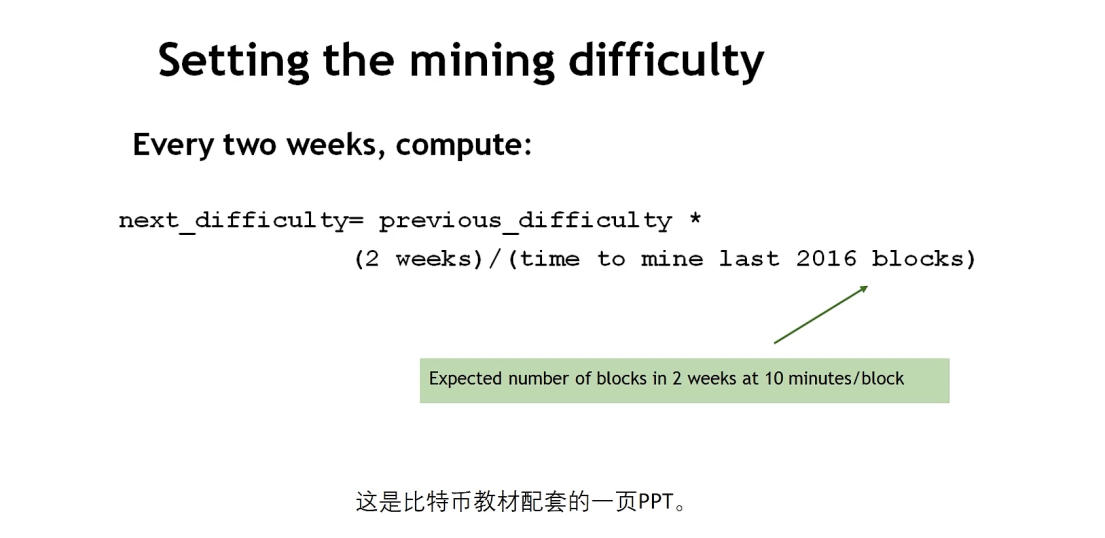 Setting the mining difficulty
Every two weeks, compute:
next_difficulty= previous_difficulty *
(2 weeks)/(time to mine last 2016 blocks)
Expected number of blocks in 2 weeks at 10 minutes/block
这是比特币教材配套的一页PPT。